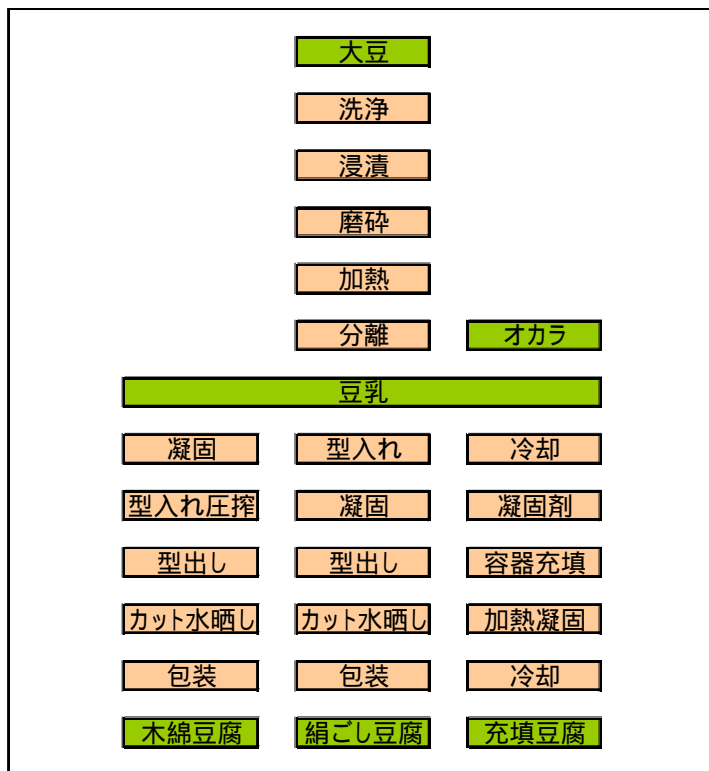 大豆
洗浄
浸漬
磨砕
加熱
分離 オカラ
豆乳
凝固 型入れ 冷却
型入れ圧搾 凝固 凝固剤
型出し 型出し 容器充填
カット水晒し カット水晒し 加熱凝固
包装 包装 冷却
木綿豆腐 絹ごし豆腐 充填豆腐